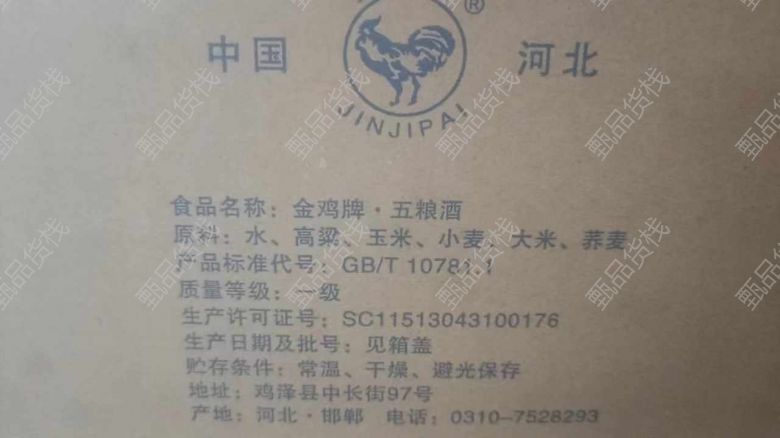 ®
中国 河北
JINJIPAI
食品名称：金鸡牌·五粮酒
原料：水、高粱、玉米、小麦、大米、荞麦
产品标准代号：GB/T 10781.1
质量等级：一级
生产许可证号：SC11513043100176
生产日期及批号：见箱盖
贮存条件：常温、干燥、避光保存
地址：鸡泽县中长街97号
产地：河北·邯郸 电话：0310-7528293
甄品货栈